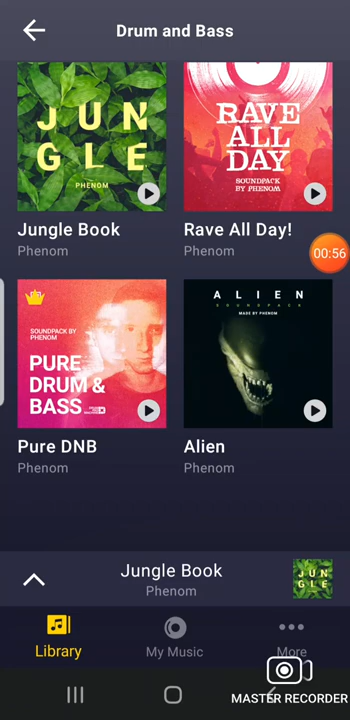 Drum and Bass
JUN
GLE
PHENOM
RAVE
ALL
DAY
SOUNDPACK
BY PHENOM
Jungle Book
Phenom
Rave All Day!
Phenom
00:56
SOUNDPACK BY
PHENOM
PURE
DRUM &
BASS
ALIEN
SOUNDPACK
MADE BY PHENOM
Pure DNB
Phenom
Alien
Phenom
Jungle Book
Phenom
JUN
GLE
Library
My Music
More
MASTER RECORDER